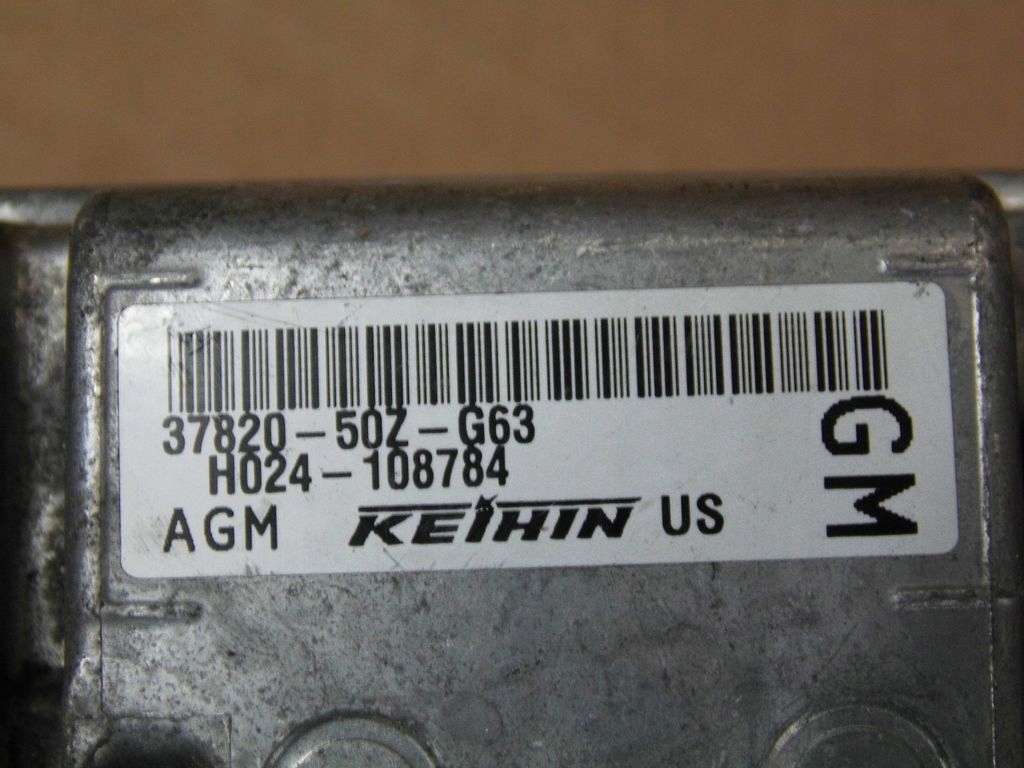 37820-5OZ-G63
H024-108784
AGM KEIHIN US
GM